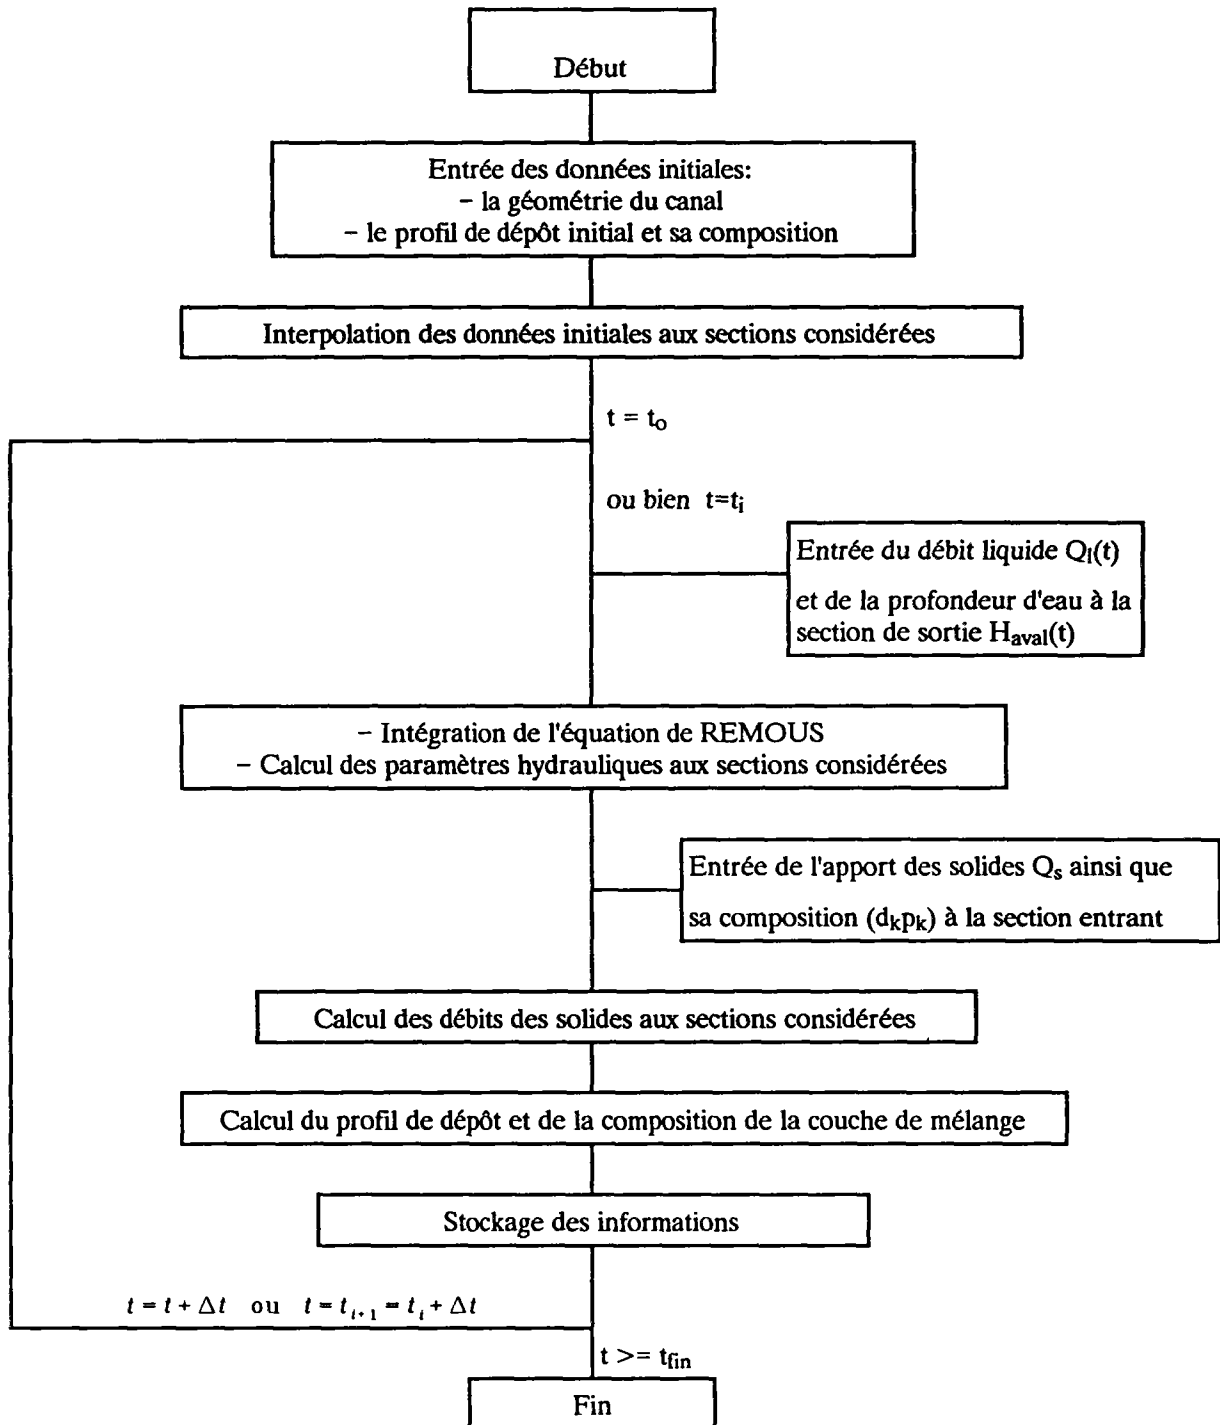 Début
Entrée des données initiales:
– la géométrie du canal
– le profil de dépôt initial et sa composition
Interpolation des données initiales aux sections considérées
t = t₀
ou bien t=tᵢ
Entrée du débit liquide Qₗ(t)
et de la profondeur d'eau à la
section de sortie Hₐᵥₐₗ(t)
– Intégration de l'équation de REMOUS
– Calcul des paramètres hydrauliques aux sections considérées
Entrée de l'apport des solides Qₛ ainsi que
sa composition (dₖpₖ) à la section entrant
Calcul des débits des solides aux sections considérées
Calcul du profil de dépôt et de la composition de la couche de mélange
Stockage des informations
t = t + Δt ou t = tᵢ₊₁ = tᵢ + Δt
t >= t_fin
Fin